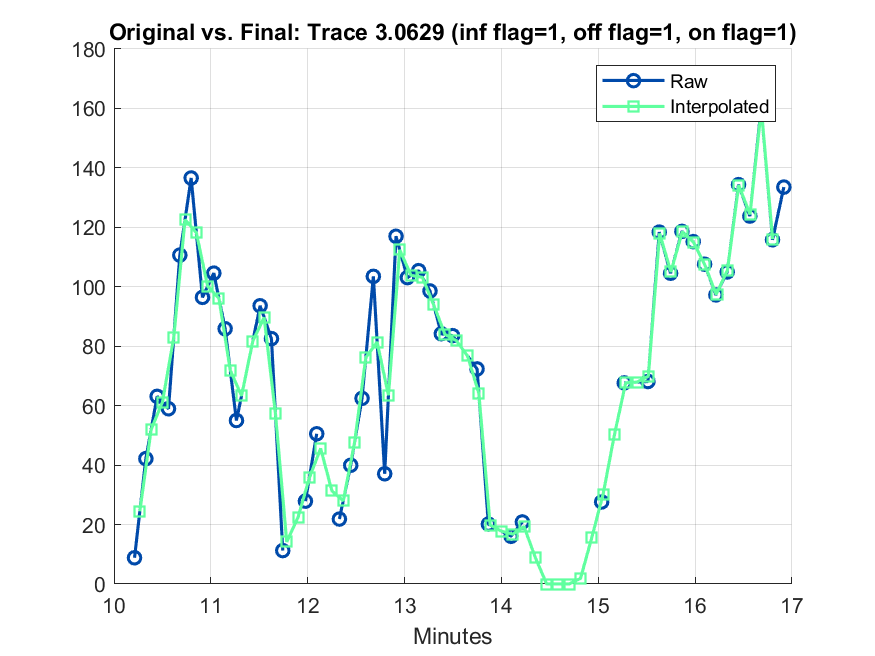 Original vs. Final: Trace 3.0629 (inf flag=1, off flag=1, on flag=1)
180
160
140
120
100
80
60
40
20
0
Raw
Interpolated
10 11 12 13 14 15 16 17
Minutes